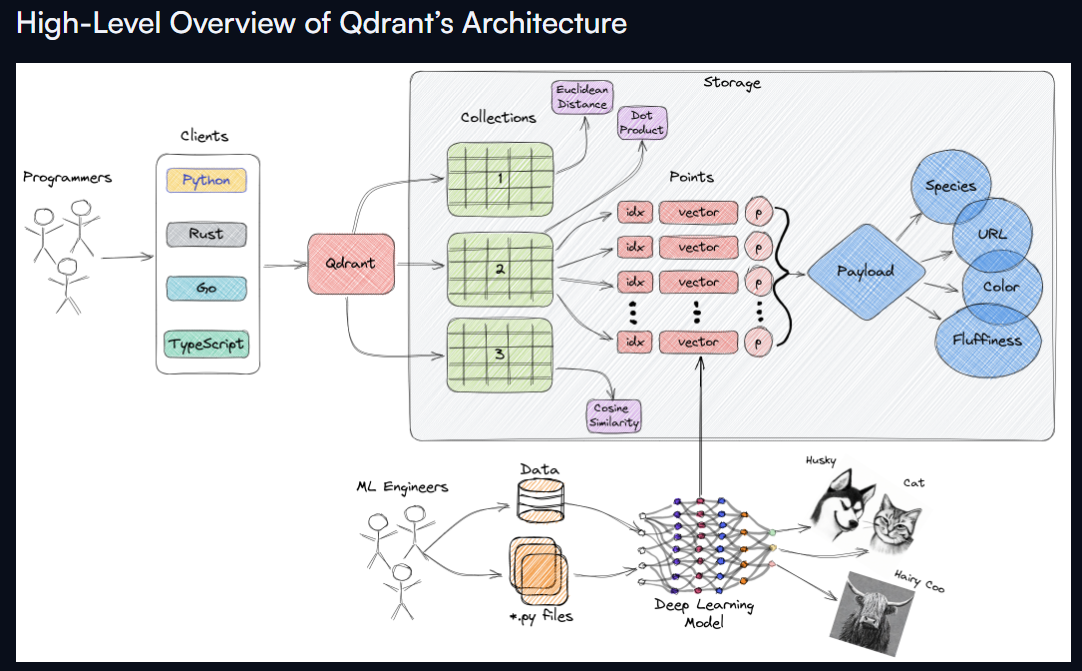 High-Level Overview of Qdrant's Architecture
Storage
Euclidean
Distance
Collections
Dot
Product
Clients
Programmers
Python
Rust
Go
TypeScript
Qdrant
1
2
3
Points
idx vector P
idx vector P
idx vector P
idx vector P
Payload
Species
URL
Color
Fluffiness
Cosine
Similarity
ML Engineers
Data
*.py files
Deep Learning
Model
Husky
Cat
Hairy Coo